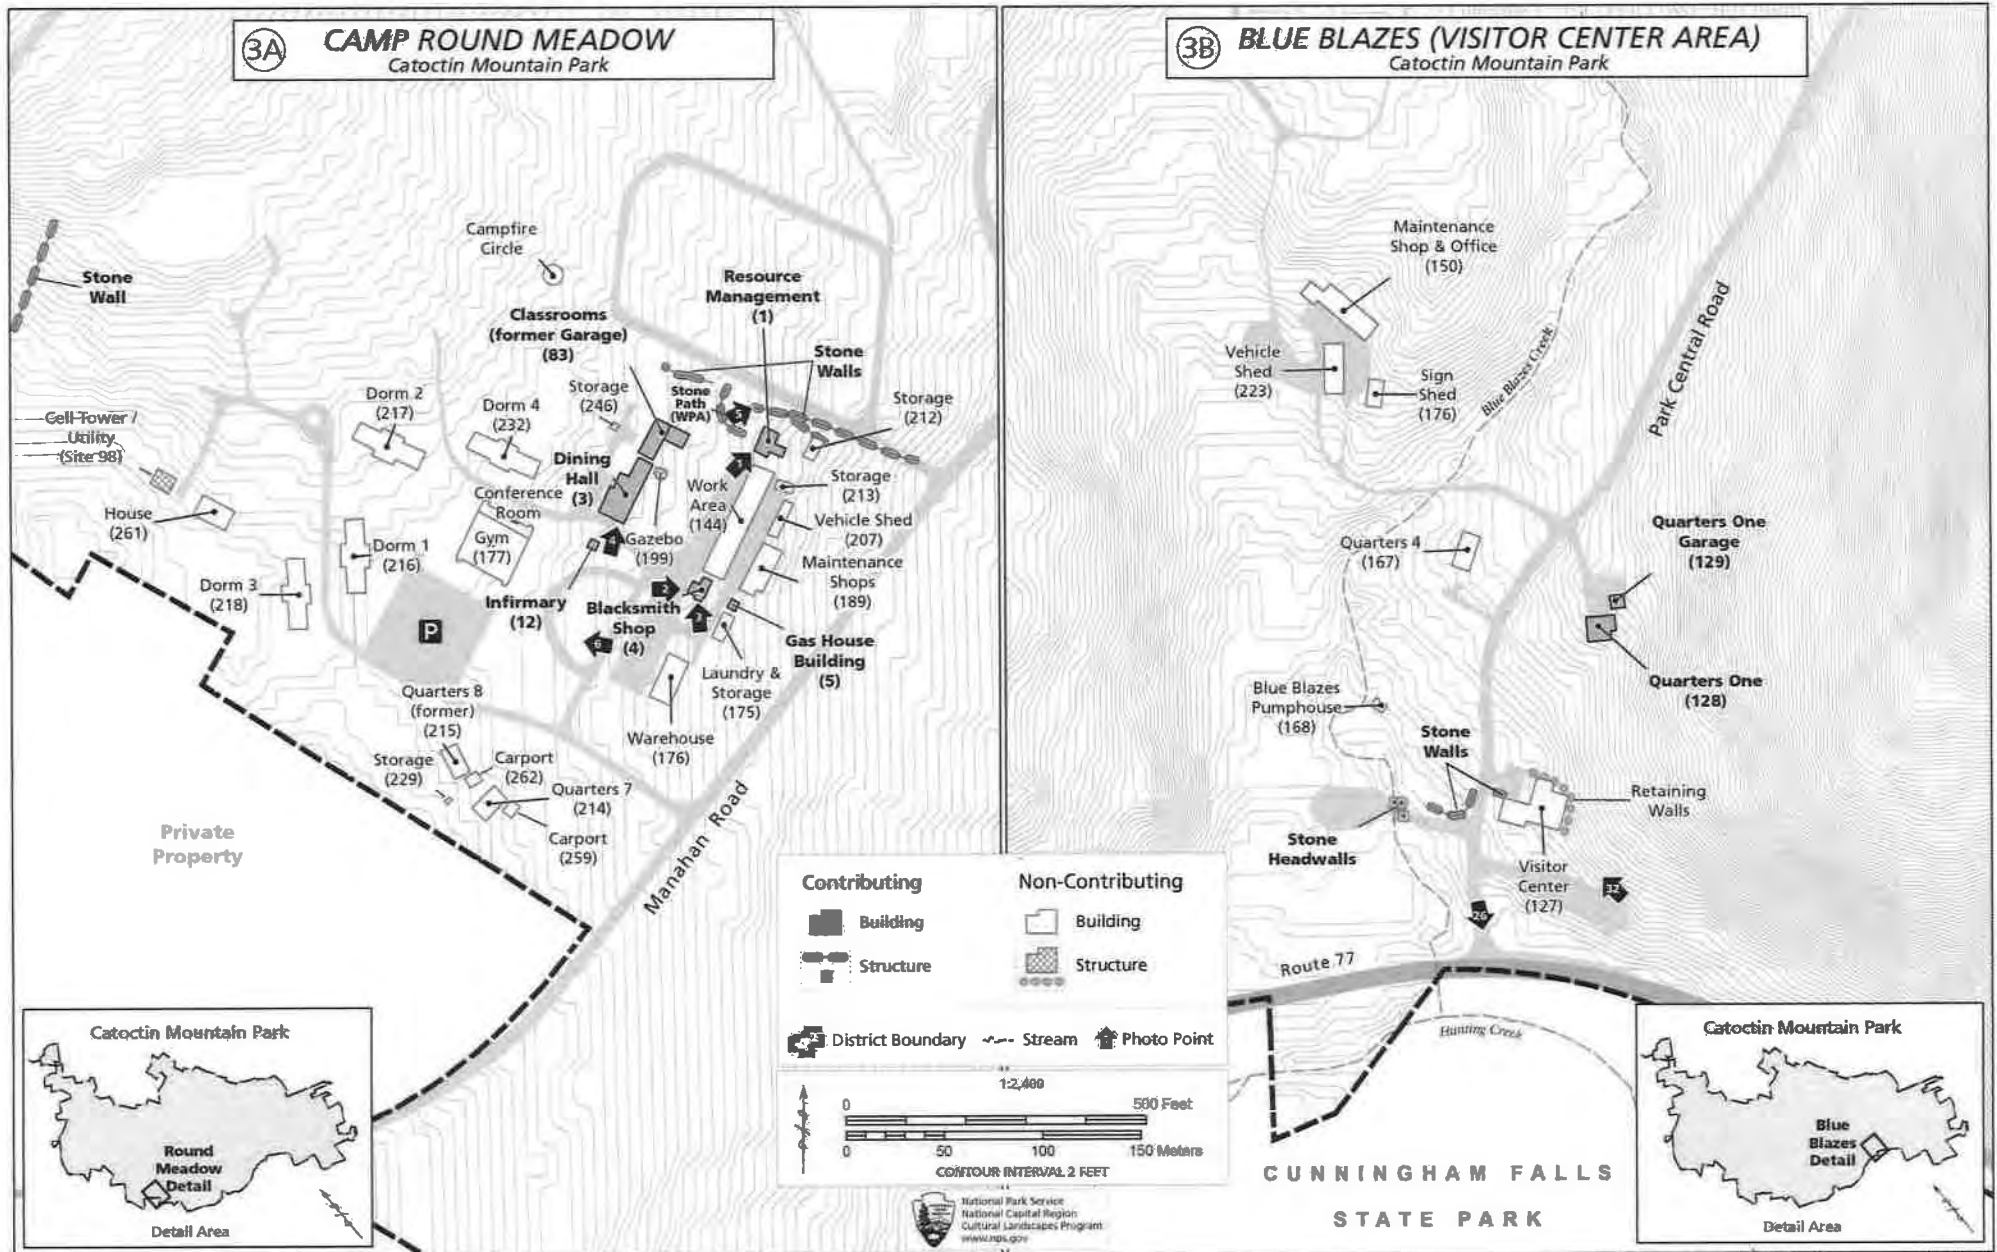 3A
CAMP ROUND MEADOW
Catoctin Mountain Park
3B
BLUE BLAZES (VISITOR CENTER AREA)
Catoctin Mountain Park
Stone
Wall
Campfire
Circle
Resource
Management
(1)
Classrooms
(former Garage)
(83)
Stone
Walls
Storage
(246)
Stone
Path
(WPA)
5
Storage
(212)
Dorm 2
(217)
Dorm 4
(232)
Cell Tower /
Utility
(Site 98)
Dining
Hall
(3)
1
Work
Area
(144)
Storage
(213)
Conference
Room
House
(261)
Vehicle Shed
(207)
Gym
(177)
4
Gazebo
(199)
Dorm 1
(216)
Maintenance
Shops
(189)
Dorm 3
(218)
2
Infirmary
(12)
Blacksmith
Shop
(4)
P
6
Gas House
Building
(5)
Laundry &
Storage
(175)
Quarters 8
(former)
(215)
Warehouse
(176)
Storage
(229)
Carport
(262)
Quarters 7
(214)
Carport
(259)
Private
Property
Manahan Road
Maintenance
Shop & Office
(150)
Vehicle
Shed
(223)
Sign
Shed
(176)
Blue Blazes Creek
Park Central Road
Quarters 4
(167)
Quarters One
Garage
(129)
Quarters One
(128)
Blue Blazes
Pumphouse
(168)
Stone
Walls
Retaining
Walls
Stone
Headwalls
Visitor
Center
(127)
32
26
Route 77
Hunting Creek
Contributing
Non-Contributing
Building
Building
Structure
Structure
District Boundary
Stream
Photo Point
1:2,400
0
500 Feet
0
50
100
150 Meters
CONTOUR INTERVAL 2 FEET
National Park Service
National Capital Region
Cultural Landscapes Program
www.nps.gov
CUNNINGHAM FALLS
STATE PARK
Catoctin Mountain Park
Round
Meadow
Detail
Detail Area
Catoctin Mountain Park
Blue
Blazes
Detail
Detail Area